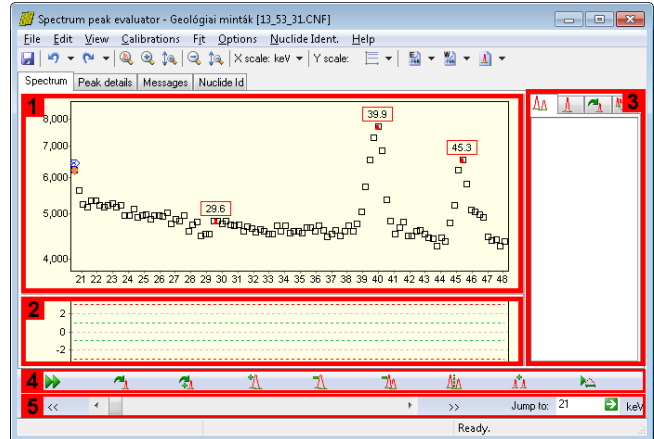 Spectrum peak evaluator - Geológiai minták [13_53_31.CNF]
File Edit View Calibrations Fit Options Nuclide Ident. Help
X scale: keV Y scale:
Spectrum Peak details Messages Nuclide Id
1
3
39.9
8,000
7,000
45.3
6,000
29.6
5,000
4,000
21 22 23 24 25 26 27 28 29 30 31 32 33 34 35 36 37 38 39 40 41 42 43 44 45 46 47 48
2
2
0
-2
4
5 << >> Jump to: 21 keV
Ready.